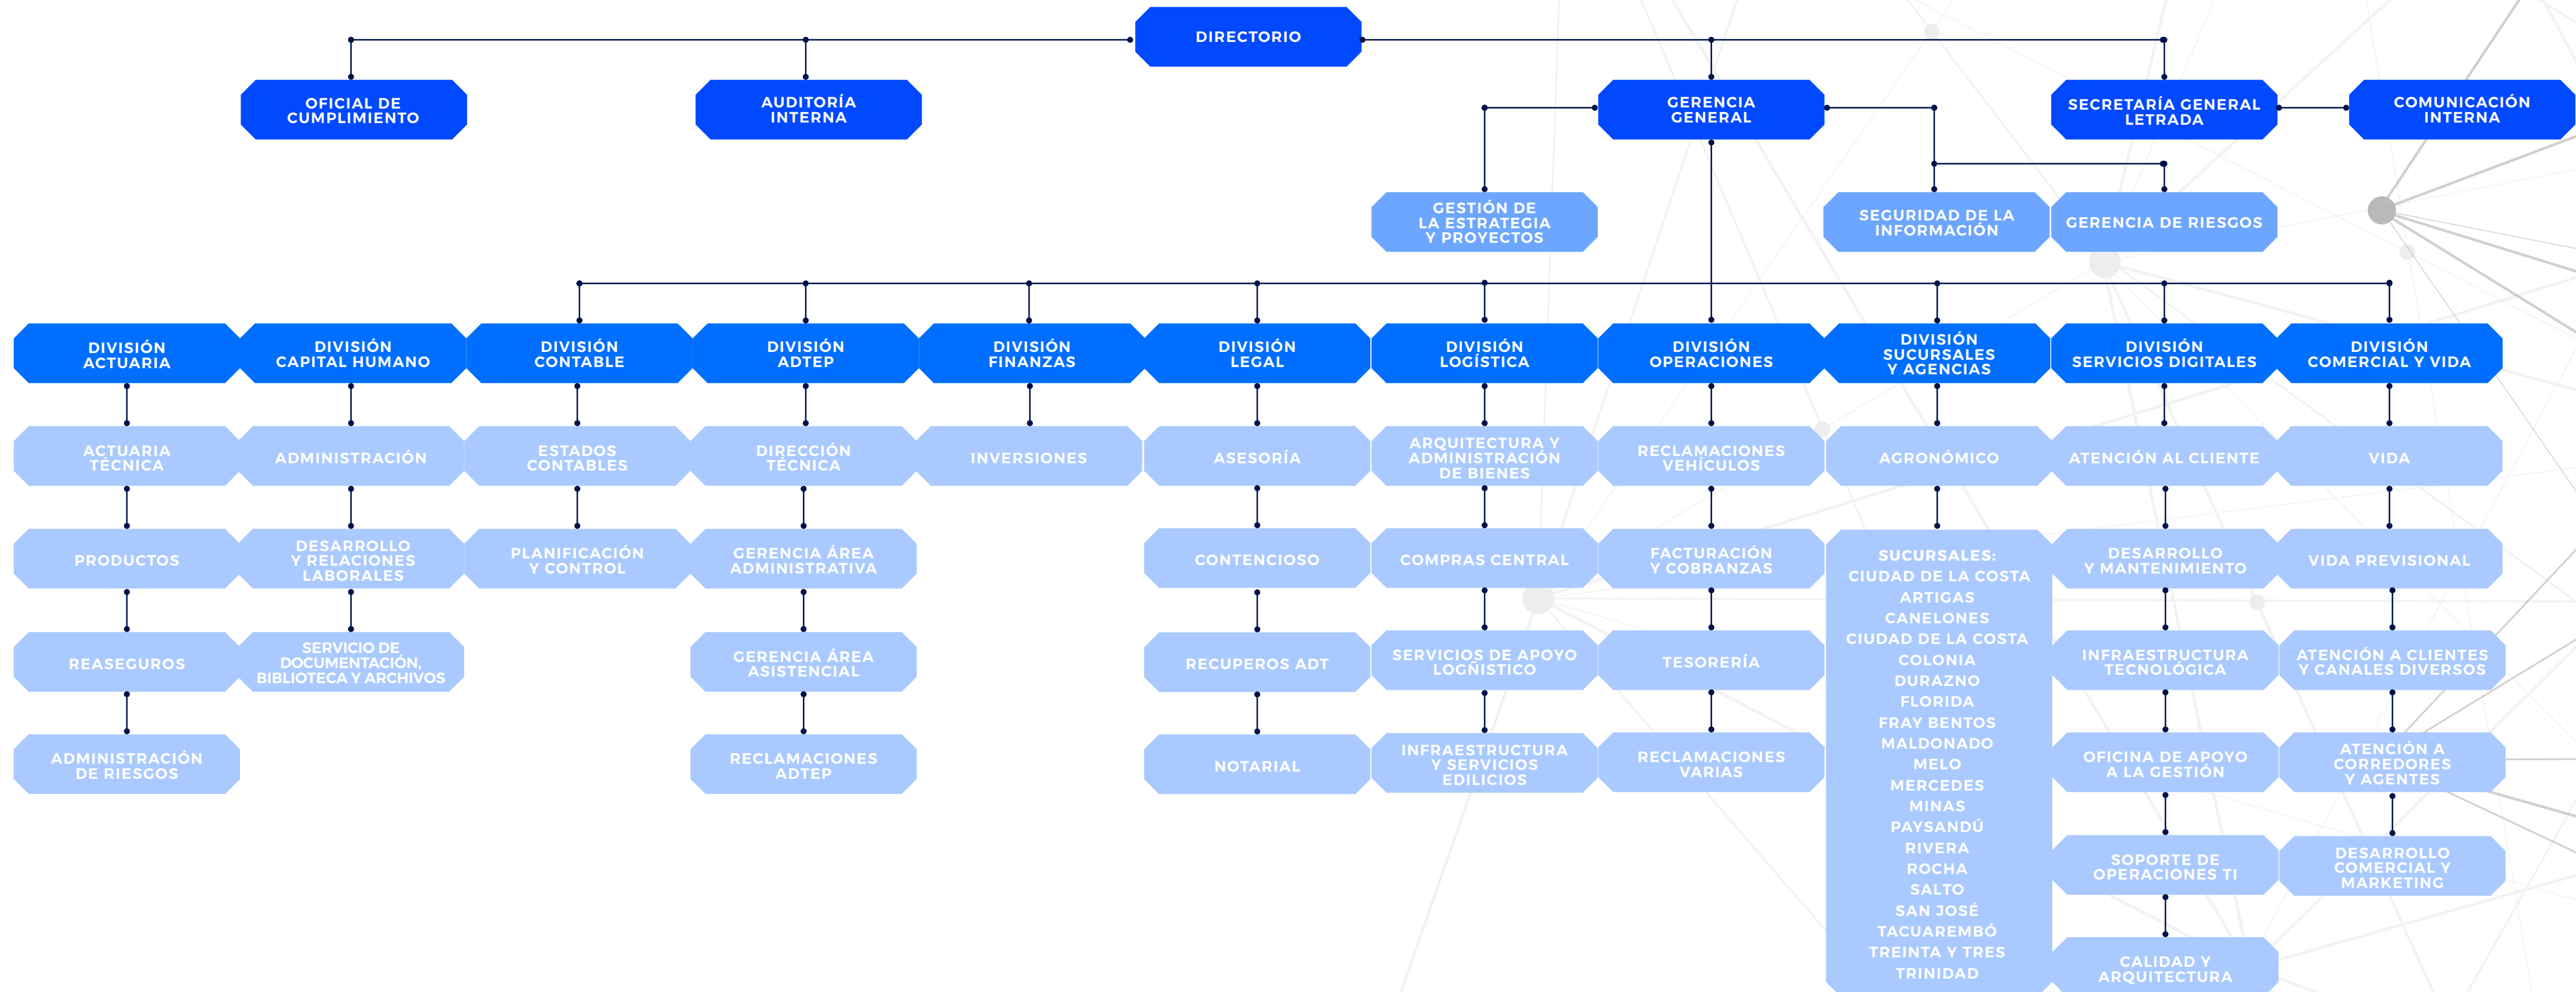 DIRECTORIO
OFICIAL DE
CUMPLIMIENTO
AUDITORÍA
INTERNA
GERENCIA
GENERAL
SECRETARÍA GENERAL
LETRADA
COMUNICACIÓN
INTERNA
GESTIÓN DE
LA ESTRATEGIA
Y PROYECTOS
SEGURIDAD DE LA
INFORMACIÓN
GERENCIA DE RIESGOS
DIVISIÓN
ACTUARIA
DIVISIÓN
CAPITAL HUMANO
DIVISIÓN
CONTABLE
DIVISIÓN
ADTEP
DIVISIÓN
FINANZAS
DIVISIÓN
LEGAL
DIVISIÓN
LOGÍSTICA
DIVISIÓN
OPERACIONES
DIVISIÓN
SUCURSALES
Y AGENCIAS
DIVISIÓN
SERVICIOS DIGITALES
DIVISIÓN
COMERCIAL Y VIDA
ACTUARIA
TÉCNICA
ADMINISTRACIÓN
ESTADOS
CONTABLES
DIRECCIÓN
TÉCNICA
INVERSIONES
ASESORÍA
ARQUITECTURA Y
ADMINISTRACIÓN
DE BIENES
RECLAMACIONES
VEHÍCULOS
AGRONÓMICO
ATENCIÓN AL CLIENTE
VIDA
PRODUCTOS
DESARROLLO
Y RELACIONES
LABORALES
PLANIFICACIÓN
Y CONTROL
GERENCIA ÁREA
ADMINISTRATIVA
CONTENCIOSO
COMPRAS CENTRAL
FACTURACIÓN
Y COBRANZAS
SUCURSALES:
CIUDAD DE LA COSTA
ARTIGAS
CANELONES
CIUDAD DE LA COSTA
COLONIA
DURAZNO
FLORIDA
FRAY BENTOS
MALDONADO
MELO
MERCEDES
MINAS
PAYSANDÚ
RIVERA
ROCHA
SALTO
SAN JOSÉ
TACUAREMBÓ
TREINTA Y TRES
TRINIDAD
DESARROLLO
Y MANTENIMIENTO
VIDA PREVISIONAL
REASEGUROS
SERVICIO DE
DOCUMENTACIÓN,
BIBLIOTECA Y ARCHIVOS
GERENCIA ÁREA
ASISTENCIAL
RECUPEROS ADT
SERVICIOS DE APOYO
LOGÑISTICO
TESORERÍA
INFRAESTRUCTURA
TECNOLÓGICA
ATENCIÓN A CLIENTES
Y CANALES DIVERSOS
ADMINISTRACIÓN
DE RIESGOS
RECLAMACIONES
ADTEP
NOTARIAL
INFRAESTRUCTURA
Y SERVICIOS
EDILICIOS
RECLAMACIONES
VARIAS
OFICINA DE APOYO
A LA GESTIÓN
ATENCIÓN A
CORREDORES
Y AGENTES
SOPORTE DE
OPERACIONES TI
DESARROLLO
COMERCIAL Y
MARKETING
CALIDAD Y
ARQUITECTURA